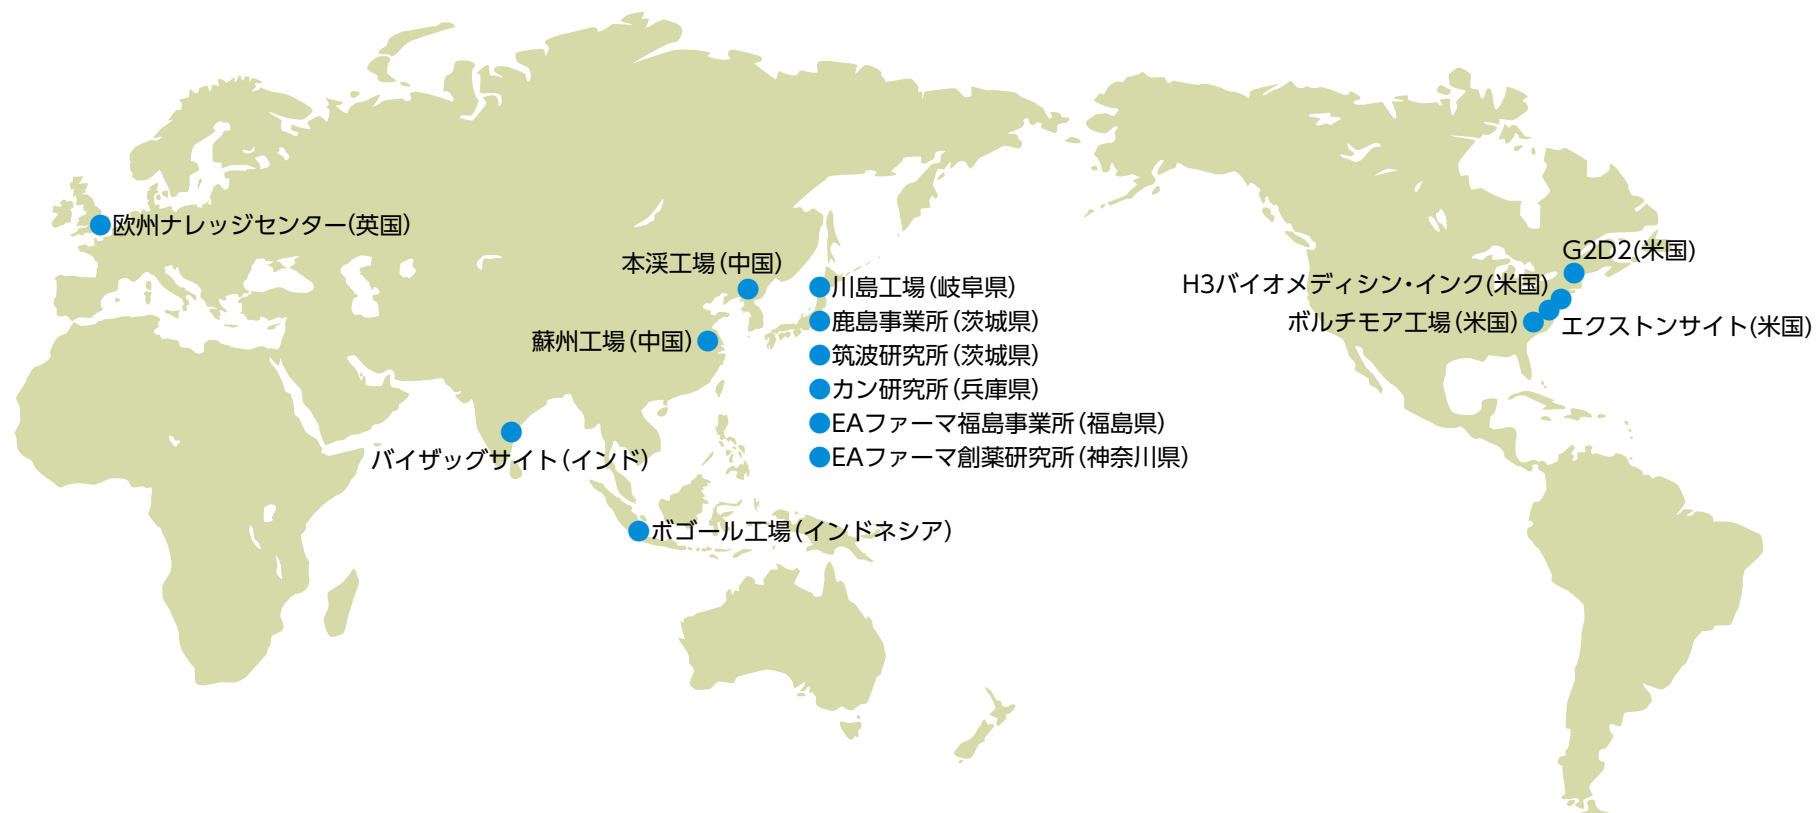 欧州ナレッジセンター(英国)
本渓工場(中国)
蘇州工場(中国)
バイザッグサイト(インド)
ボゴール工場(インドネシア)
川島工場(岐阜県)
鹿島事業所(茨城県)
筑波研究所(茨城県)
カン研究所(兵庫県)
EAファーマ福島事業所(福島県)
EAファーマ創薬研究所(神奈川県)
G2D2(米国)
H3バイオメディシン・インク(米国)
ボルチモア工場(米国)
エクストンサイト(米国)